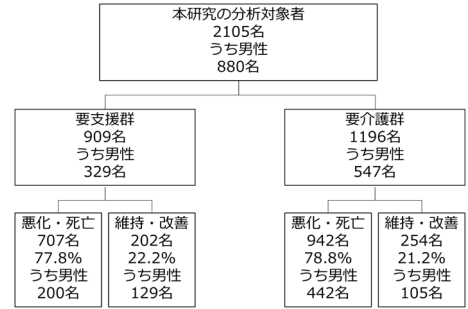 本研究の分析対象者
2105名
うち男性
880名
要支援群
909名
うち男性
329名
要介護群
1196名
うち男性
547名
悪化・死亡
707名
77.8%
うち男性
200名
維持・改善
202名
22.2%
うち男性
129名
悪化・死亡
942名
78.8%
うち男性
442名
維持・改善
254名
21.2%
うち男性
105名